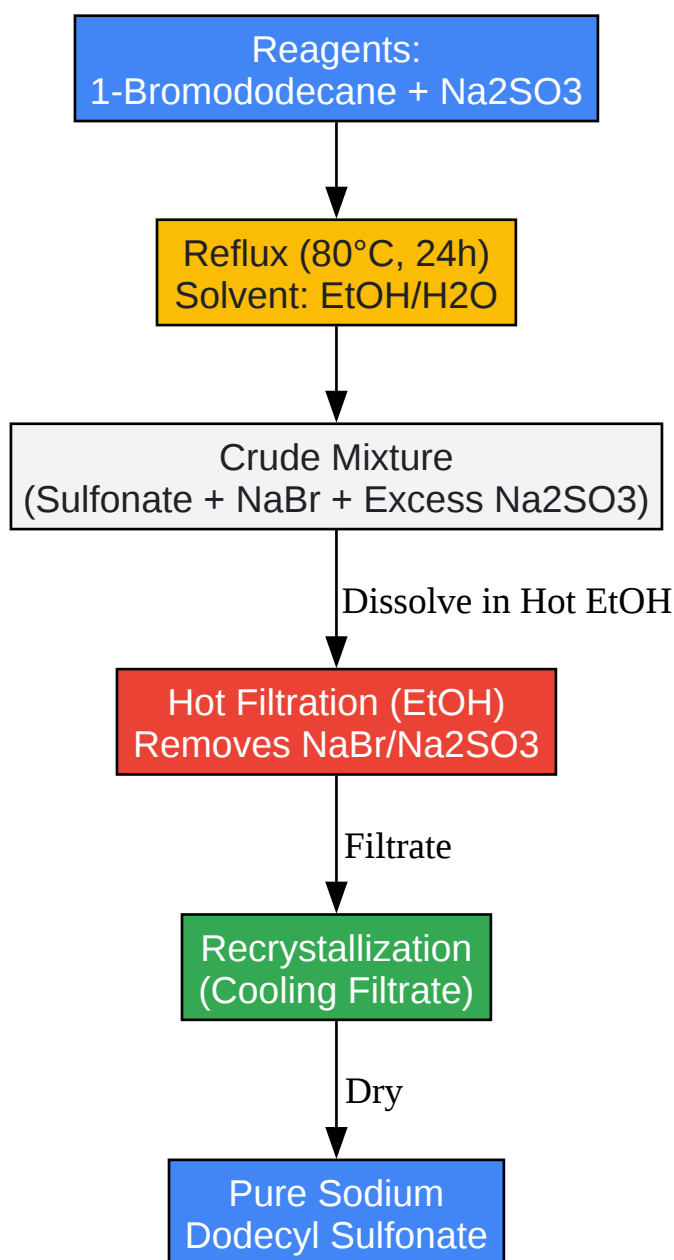 Reagents:
1-Bromododecane + Na2SO3
Reflux (80°C, 24h)
Solvent: EtOH/H2O
Crude Mixture
(Sulfonate + NaBr + Excess Na2SO3)
Dissolve in Hot EtOH
Hot Filtration (EtOH)
Removes NaBr/Na2SO3
Filtrate
Recrystallization
(Cooling Filtrate)
Dry
Pure Sodium
Dodecyl Sulfonate